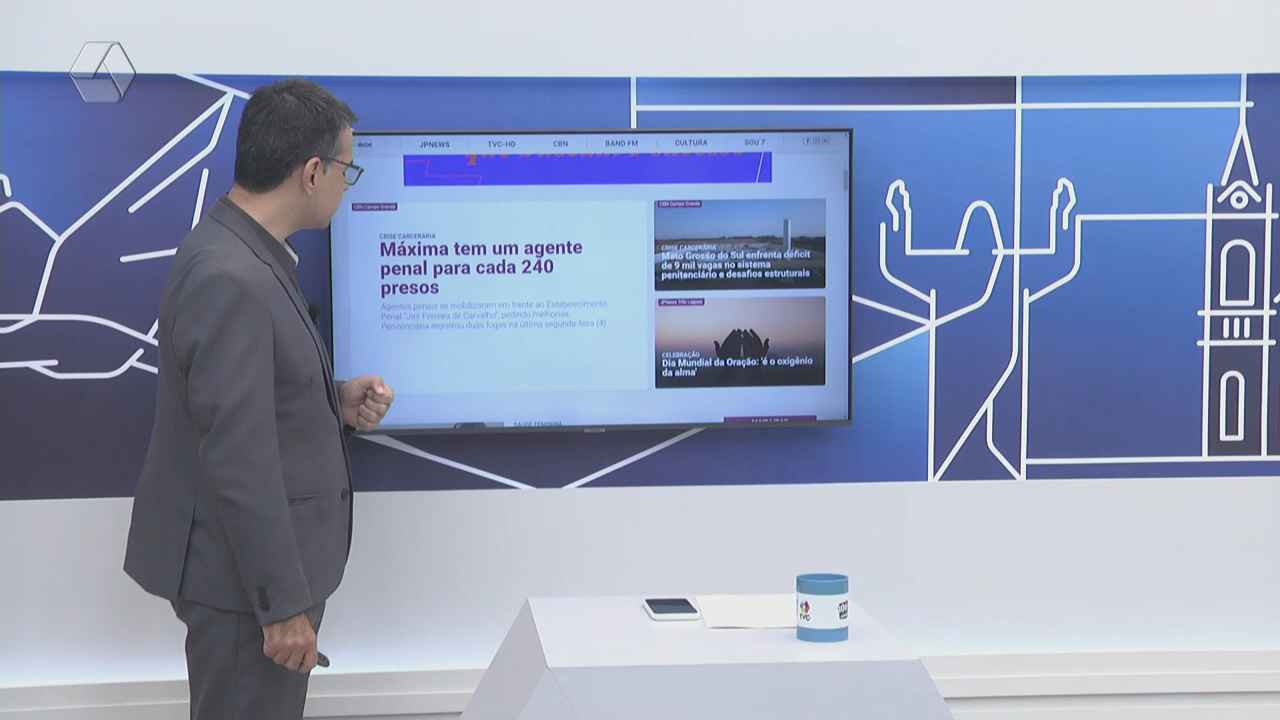 RCN
JPNEWS
TVC-HD
CBN
BAND FM
CULTURA
SOU 7
CBN Campo Grande
CRISE CARCERÁRIA
Máxima tem um agente
penal para cada 240
presos
Agentes penais se mobilizaram em frente ao Estabelecimento
Penal "Jair Ferreira de Carvalho", pedindo melhorias.
Penitenciária registrou duas fugas na última segunda-feira (4)
CBN Campo Grande
CRISE CARCERÁRIA
Mato Grosso do Sul enfrenta déficit
de 9 mil vagas no sistema
penitenciário e desafios estruturais
JPNews Três Lagoas
CELEBRAÇÃO
Dia Mundial da Oração: 'é o oxigênio
da alma'
SAÚDE FEMININA
TVC